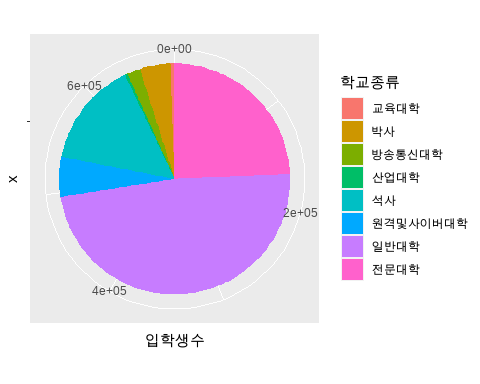 0e+00
6e+05
2e+05
4e+05
x
입학생수
학교종류
교육대학
박사
방송통신대학
산업대학
석사
원격및사이버대학
일반대학
전문대학